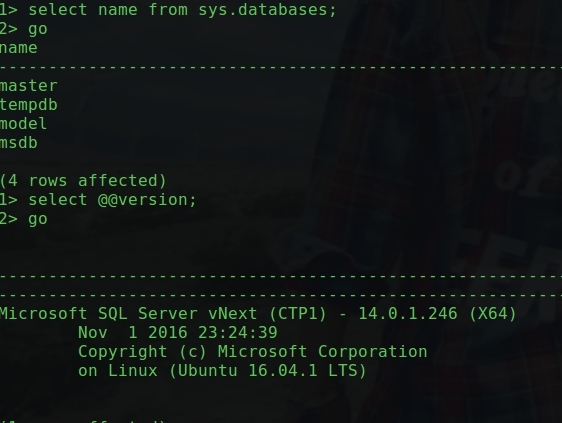 1> select name from sys.databases;
2> go
name
--------------------------------------------------------
master
tempdb
model
msdb
(4 rows affected)
1> select @@version;
2> go
--------------------------------------------------------
--------------------------------------------------------
Microsoft SQL Server vNext (CTP1) - 14.0.1.246 (X64)
Nov  1 2016 23:24:39
Copyright (c) Microsoft Corporation
on Linux (Ubuntu 16.04.1 LTS)
of